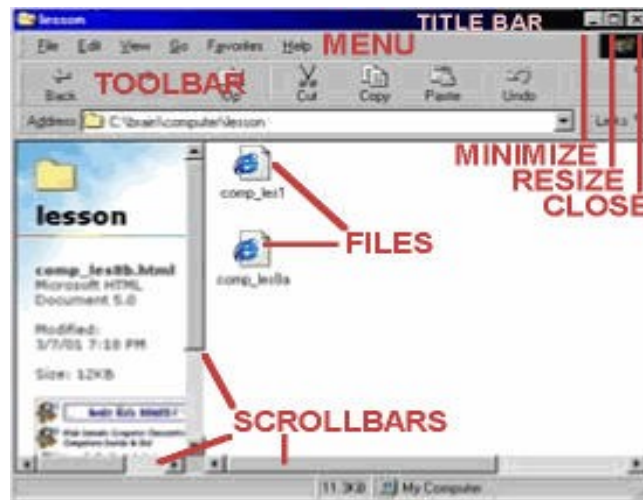 lesson TITLE BAR
File Edit View Go Favorites Help MENU
TOOLBAR
Back Up Cut Copy Paste Undo
Address C:\brain\computer\lesson Links
MINIMIZE
RESIZE
CLOSE
comp_les1
lesson
FILES
comp_les8b.html
Microsoft HTML
Document 5.0
comp_les8a
Modified:
3/7/01 7:18 PM
Size: 12KB
SCROLLBARS
11.3KB My Computer